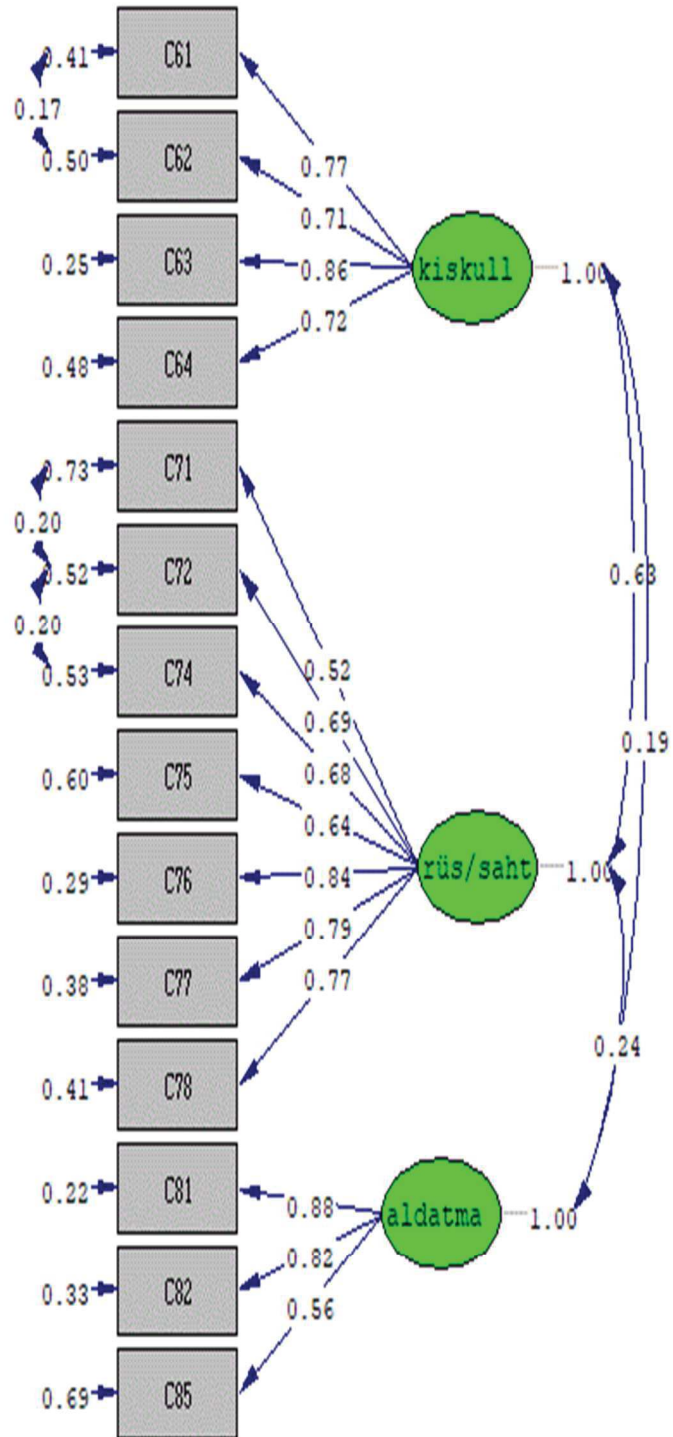 0.41 C61
0.17
0.77
0.50 C62
0.71
0.25 C63
0.86
kiskull 1.00
0.72
0.48 C64
0.73 C71
0.20
0.52 C72
0.63
0.20
0.52
0.53 C74
0.69
0.19
0.68
0.60 C75
0.64
0.29 C76
0.84
rüs/saht 1.00
0.79
0.38 C77
0.77
0.24
0.41 C78
0.22 C81
0.88
aldatma 1.00
0.82
0.33 C82
0.56
0.69 C85